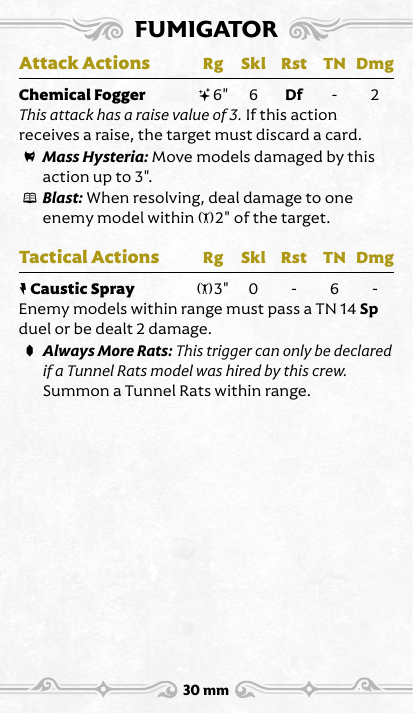 FUMIGATOR
Attack Actions Rg Skl Rst TN Dmg
Chemical Fogger 6" 6 Df - 2
This attack has a raise value of 3. If this action
receives a raise, the target must discard a card.
Mass Hysteria: Move models damaged by this
action up to 3".
Blast: When resolving, deal damage to one
enemy model within 2" of the target.
Tactical Actions Rg Skl Rst TN Dmg
Caustic Spray 3" 0 - 6 -
Enemy models within range must pass a TN 14 Sp
duel or be dealt 2 damage.
Always More Rats: This trigger can only be declared
if a Tunnel Rats model was hired by this crew.
Summon a Tunnel Rats within range.
30 mm